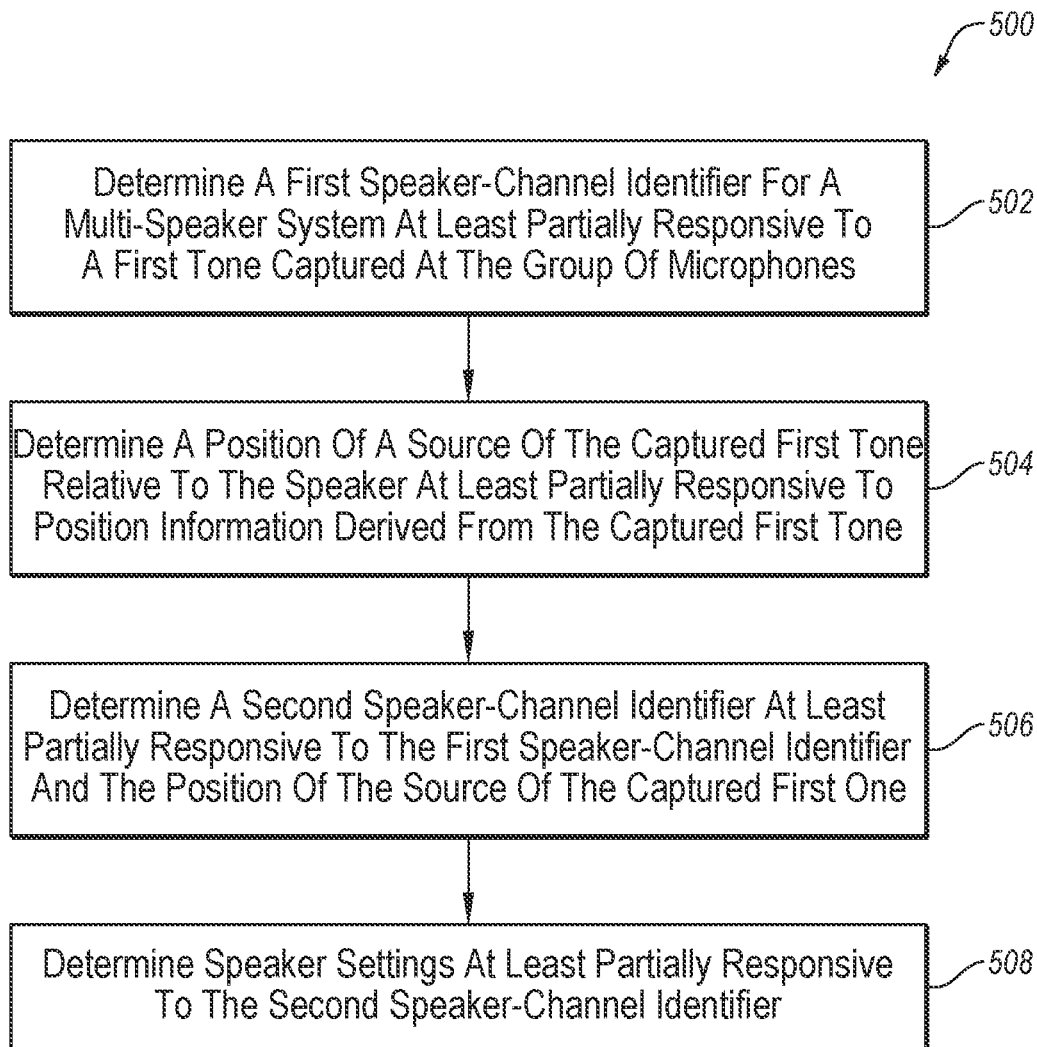 500
Determine A First Speaker-Channel Identifier For A
Multi-Speaker System At Least Partially Responsive To
A First Tone Captured At The Group Of Microphones
502
Determine A Position Of A Source Of The Captured First Tone
Relative To The Speaker At Least Partially Responsive To
Position Information Derived From The Captured First Tone
504
Determine A Second Speaker-Channel Identifier At Least
Partially Responsive To The First Speaker-Channel Identifier
And The Position Of The Source Of The Captured First One
506
Determine Speaker Settings At Least Partially Responsive
To The Second Speaker-Channel Identifier
508